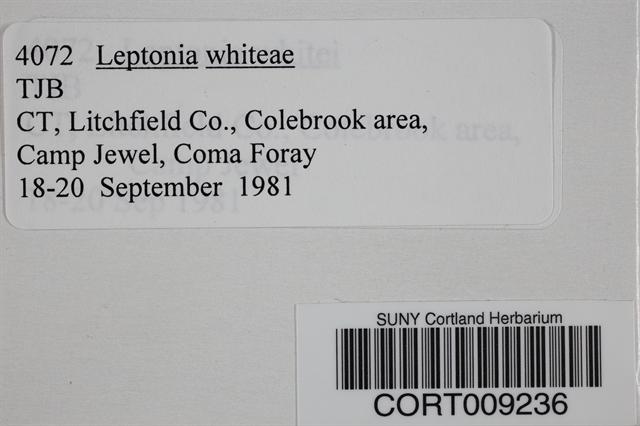 4072 Leptonia whiteae
TJB
CT, Litchfield Co., Colebrook area,
Camp Jewel, Coma Foray
18-20 September 1981
SUNY Cortland Herbarium
CORT009236